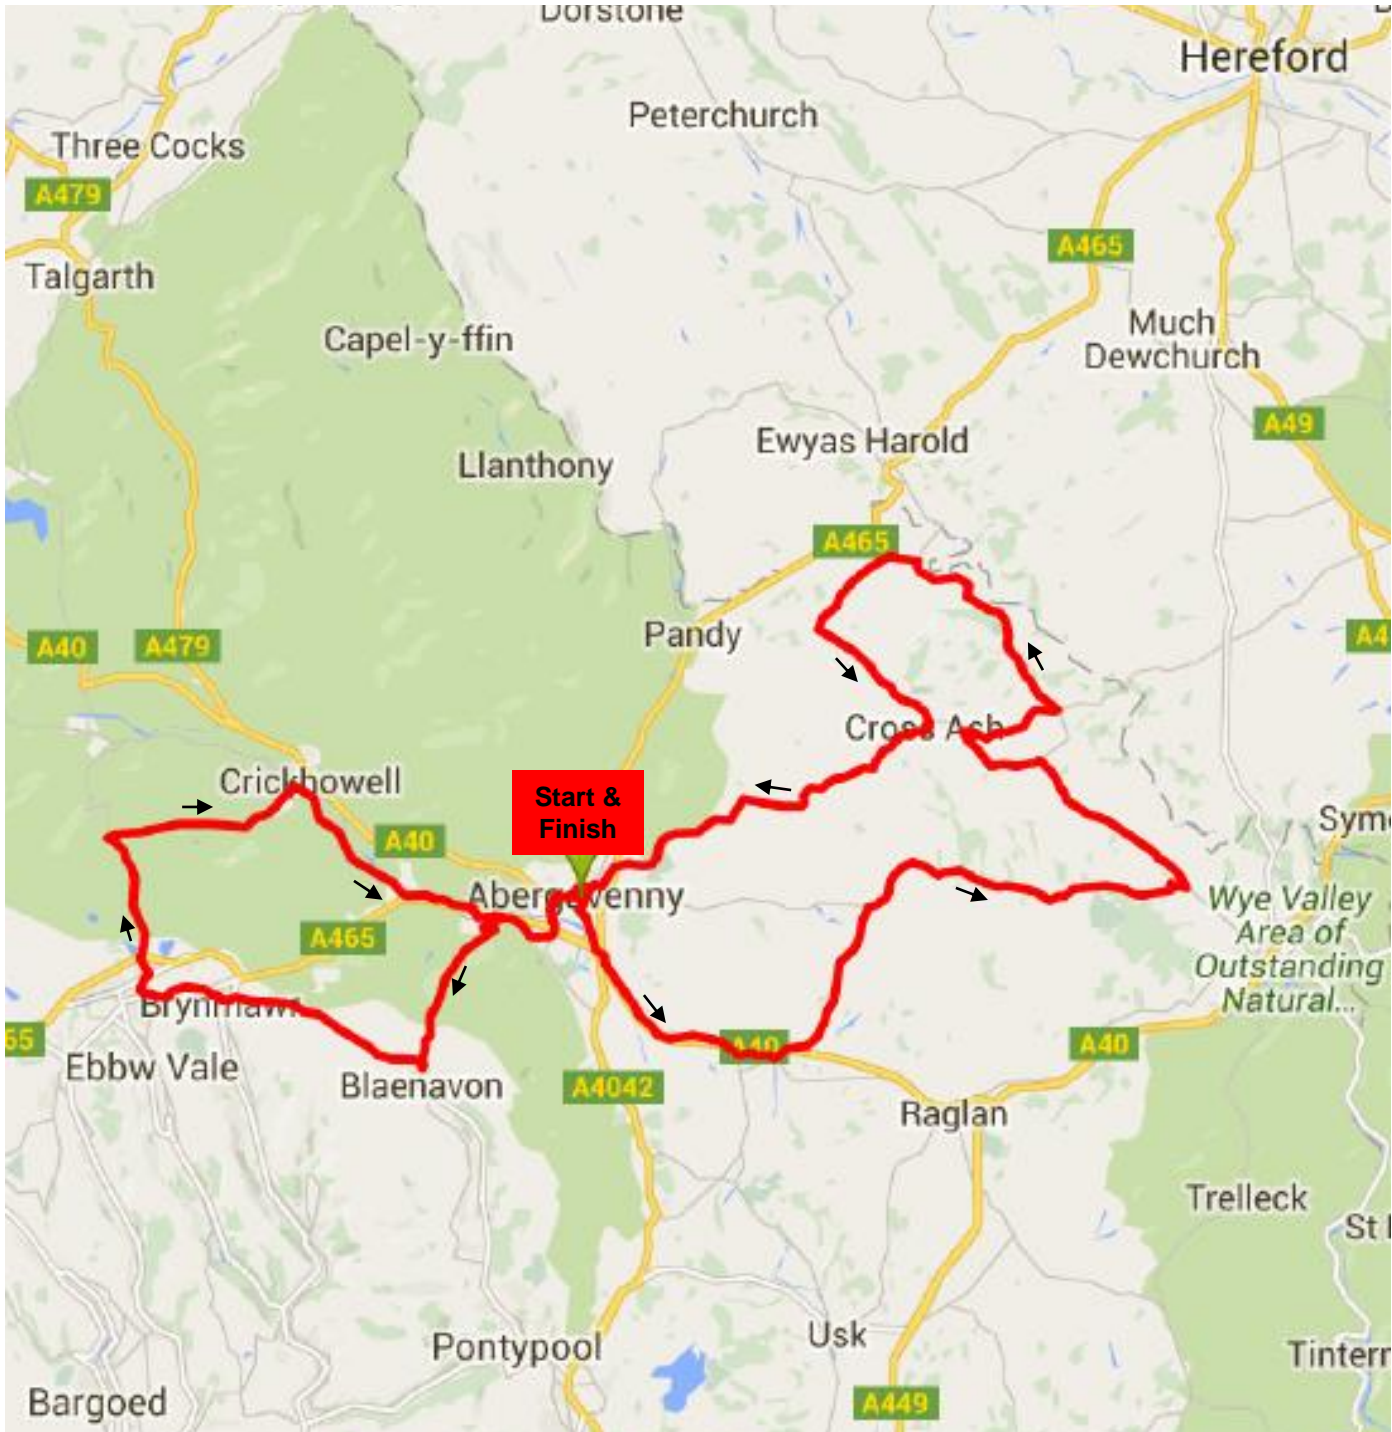 Dorstone
Hereford
Peterchurch
Three Cocks
A479
A465
Talgarth
Much
Dewchurch
Capel-y-ffin
A49
Ewyas Harold
Llanthony
A465
Pandy
A40
A479
Cross Ash
Crickhowell
Start &
Finish
A40
Abergavenny
Wye Valley
Area of
Outstanding
Natural...
A465
Brynmawr
A40
A40
Ebbw Vale
Blaenavon
A4042
Raglan
Trelleck
Usk
Pontypool
Bargoed
A449